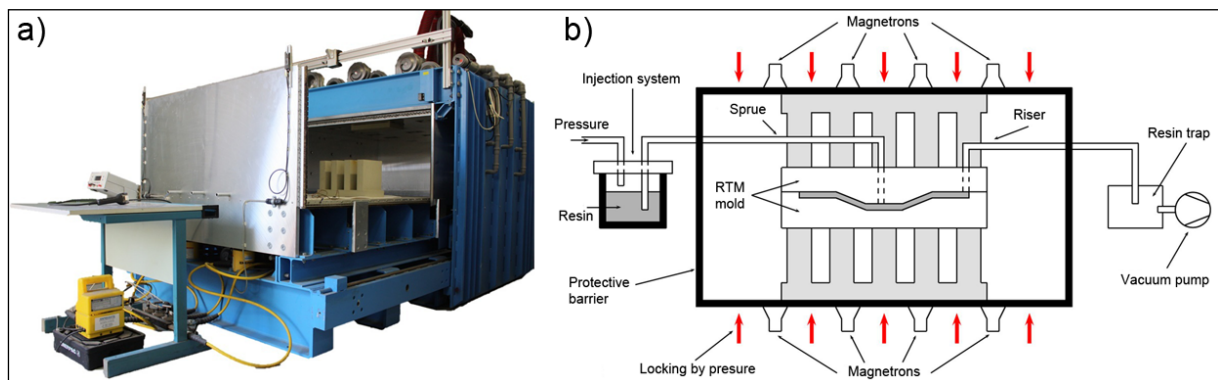 a)
b)
Magnetrons
Injection system
Pressure
Sprue
Riser
Resin trap
RTM
mold
Resin
Protective
barrier
Vacuum pump
Locking by presure
Magnetrons